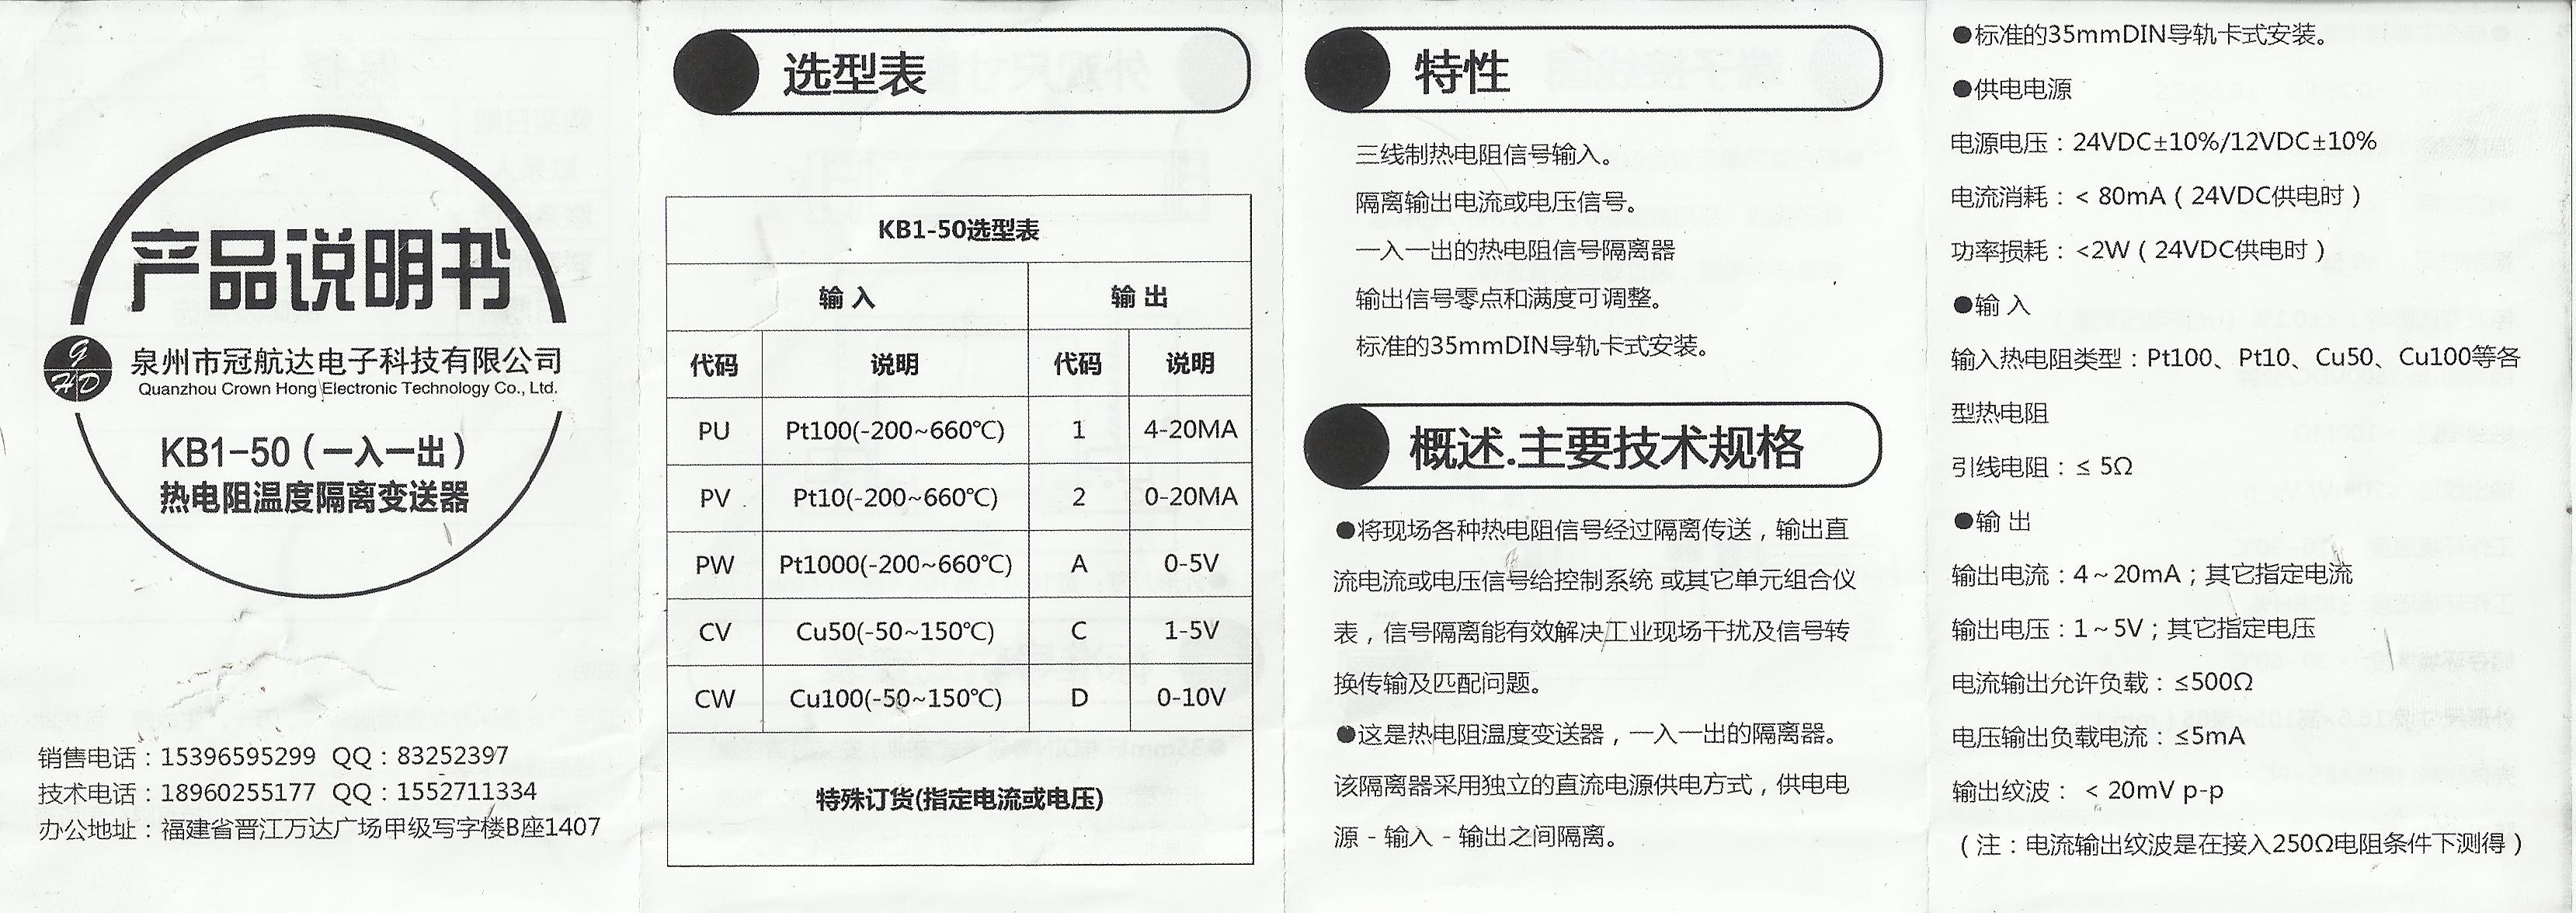 产品说明书
GHD
泉州市冠航达电子科技有限公司
Quanzhou Crown Hong Electronic Technology Co., Ltd.
KB1-50（一入一出）
热电阻温度隔离变送器
销售电话：15396595299 QQ：83252397
技术电话：18960255177 QQ：1552711334
办公地址：福建省晋江万达广场甲级写字楼B座1407
选型表
KB1-50选型表
输入 输出
代码 说明 代码 说明
PU Pt100(-200~660℃) 1 4-20MA
PV Pt10(-200~660℃) 2 0-20MA
PW Pt1000(-200~660℃) A 0-5V
CV Cu50(-50~150℃) C 1-5V
CW Cu100(-50~150℃) D 0-10V
特殊订货(指定电流或电压)
特性
三线制热电阻信号输入。
隔离输出电流或电压信号。
一入一出的热电阻信号隔离器
输出信号零点和满度可调整。
标准的35mmDIN导轨卡式安装。
概述.主要技术规格
●将现场各种热电阻信号经过隔离传送，输出直
流电流或电压信号给控制系统 或其它单元组合仪
表，信号隔离能有效解决工业现场干扰及信号转
换传输及匹配问题。
●这是热电阻温度变送器，一入一出的隔离器。
该隔离器采用独立的直流电源供电方式，供电电
源 - 输入 - 输出之间隔离。
●标准的35mmDIN导轨卡式安装。
●供电电源
电源电压：24VDC±10%/12VDC±10%
电流消耗：< 80mA（24VDC供电时）
功率损耗：<2W（24VDC供电时）
●输 入
输入热电阻类型：Pt100、Pt10、Cu50、Cu100等各
型热电阻
引线电阻：≤ 5Ω
●输 出
输出电流：4～20mA；其它指定电流
输出电压：1～5V；其它指定电压
电流输出允许负载：≤500Ω
电压输出负载电流：≤5mA
输出纹波： < 20mV p-p
（注：电流输出纹波是在接入250Ω电阻条件下测得）